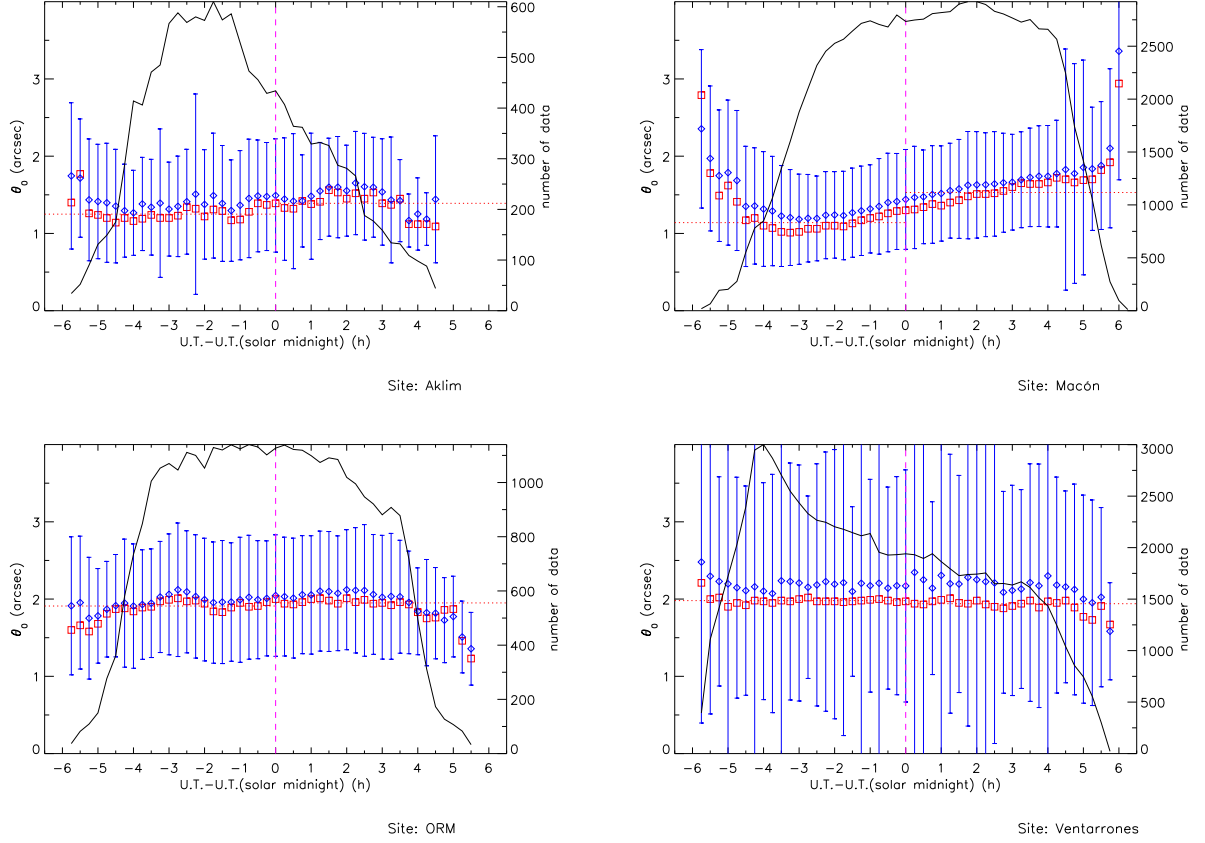 3
2
1
0
θ0 (arcsec)
600
500
400
300
200
100
0
number of data
−6 −5 −4 −3 −2 −1 0 1 2 3 4 5 6
U.T.−U.T.(solar midnight) (h)
Site: Aklim
3
2
1
0
θ0 (arcsec)
2500
2000
1500
1000
500
0
number of data
−6 −5 −4 −3 −2 −1 0 1 2 3 4 5 6
U.T.−U.T.(solar midnight) (h)
Site: Macón
3
2
1
0
θ0 (arcsec)
1000
800
600
400
200
0
number of data
−6 −5 −4 −3 −2 −1 0 1 2 3 4 5 6
U.T.−U.T.(solar midnight) (h)
Site: ORM
3
2
1
0
θ0 (arcsec)
3000
2500
2000
1500
1000
500
0
number of data
−6 −5 −4 −3 −2 −1 0 1 2 3 4 5 6
U.T.−U.T.(solar midnight) (h)
Site: Ventarrones